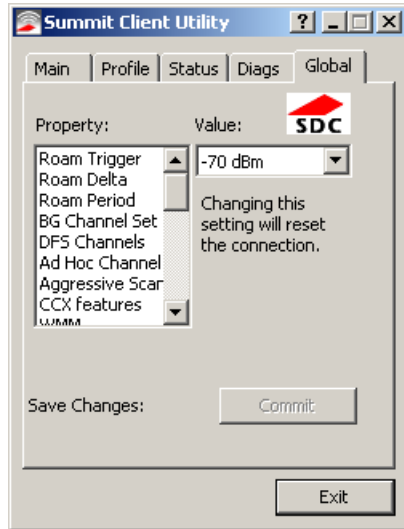 Summit Client Utility
Main Profile Status Diags Global
Property:
Value:
SDC
Roam Trigger
Roam Delta
Roam Period
BG Channel Set
DFS Channels
Ad Hoc Channel
Aggressive Scar
CCX features
WMM
-70 dBm
Changing this
setting will reset
the connection.
Save Changes:
Commit
Exit